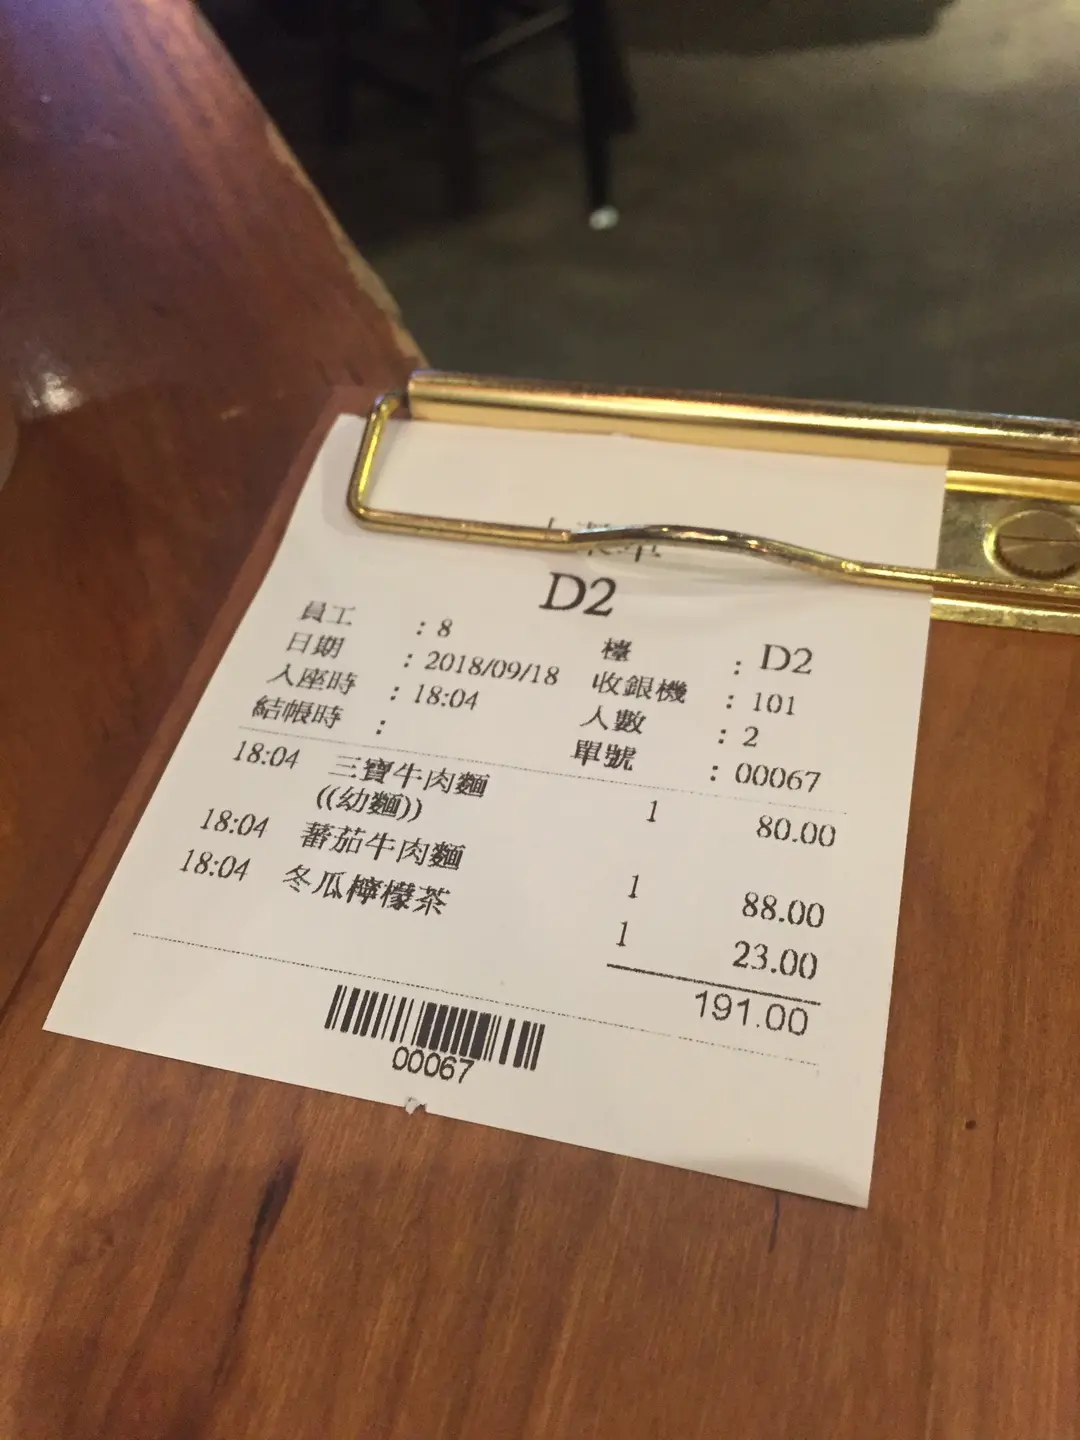 D2
員工 : 8 檯 : D2
日期 : 2018/09/18 收銀機 : 101
入座時 : 18:04 人數 : 2
結帳時 : 單號 : 00067
18:04 三寶牛肉麵 1 80.00
((幼麵))
18:04 蕃茄牛肉麵 1 88.00
18:04 冬瓜檸檬茶 1 23.00
191.00
00067